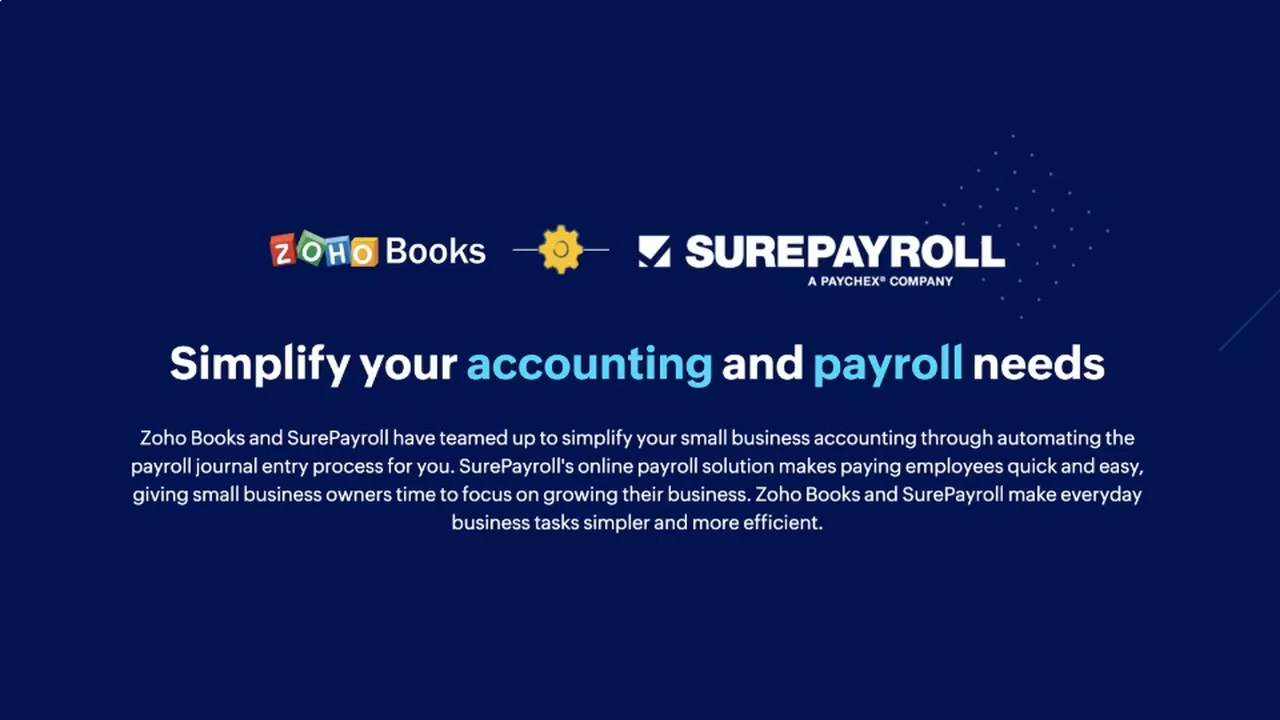 ZOHO Books
SUREPAYROLL
A PAYCHEX® COMPANY
Simplify your accounting and payroll needs
Zoho Books and SurePayroll have teamed up to simplify your small business accounting through automating the
payroll journal entry process for you. SurePayroll's online payroll solution makes paying employees quick and easy,
giving small business owners time to focus on growing their business. Zoho Books and SurePayroll make everyday
business tasks simpler and more efficient.